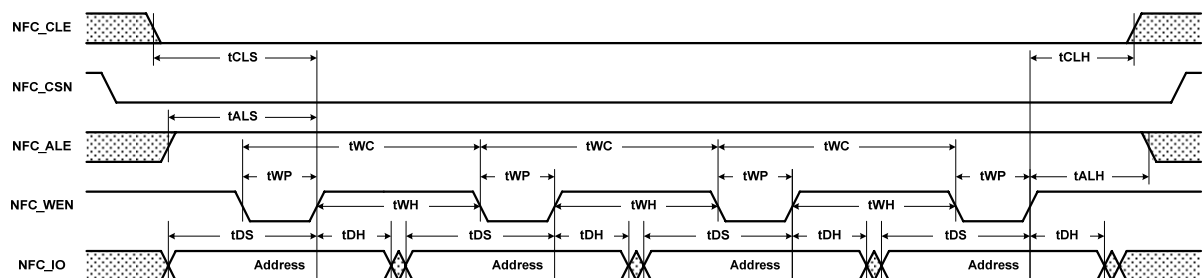 NFC_CLE
tCLS tCLH
NFC_CSN
tALS
NFC_ALE
tWC tWC tWC
tWP tWP tWP tWP tALH
NFC_WEN
tWH tWH tWH
tDS tDH tDS tDH tDS tDH tDS tDH
NFC_IO Address Address Address Address